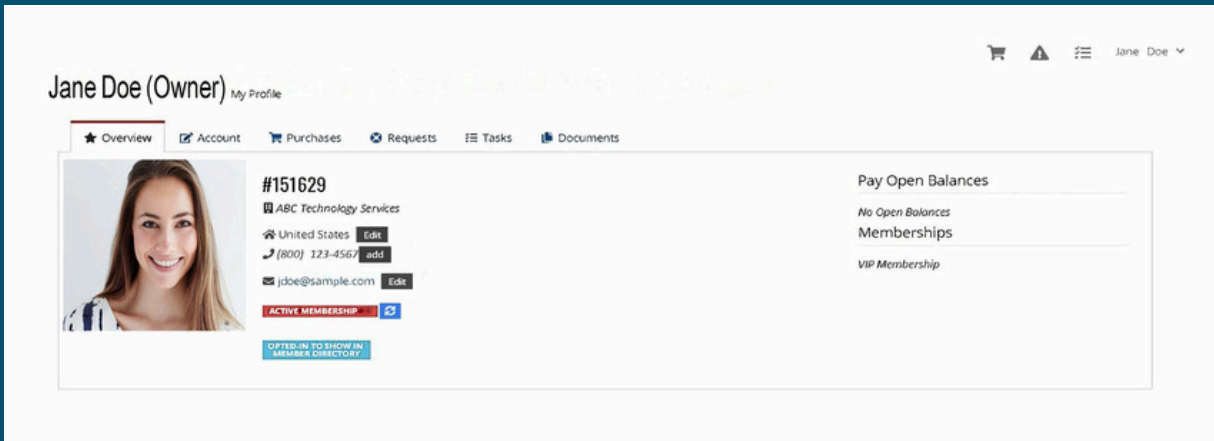 Jane Doe
Jane Doe (Owner) My Profile
Overview Account Purchases Requests Tasks Documents
#151629
ABC Technology Services
United States Edit
(800) 123-4567 add
jdoe@sample.com Edit
ACTIVE MEMBERSHIP
OPTED-IN TO SHOW IN
MEMBER DIRECTORY
Pay Open Balances
No Open Balances
Memberships
VIP Membership